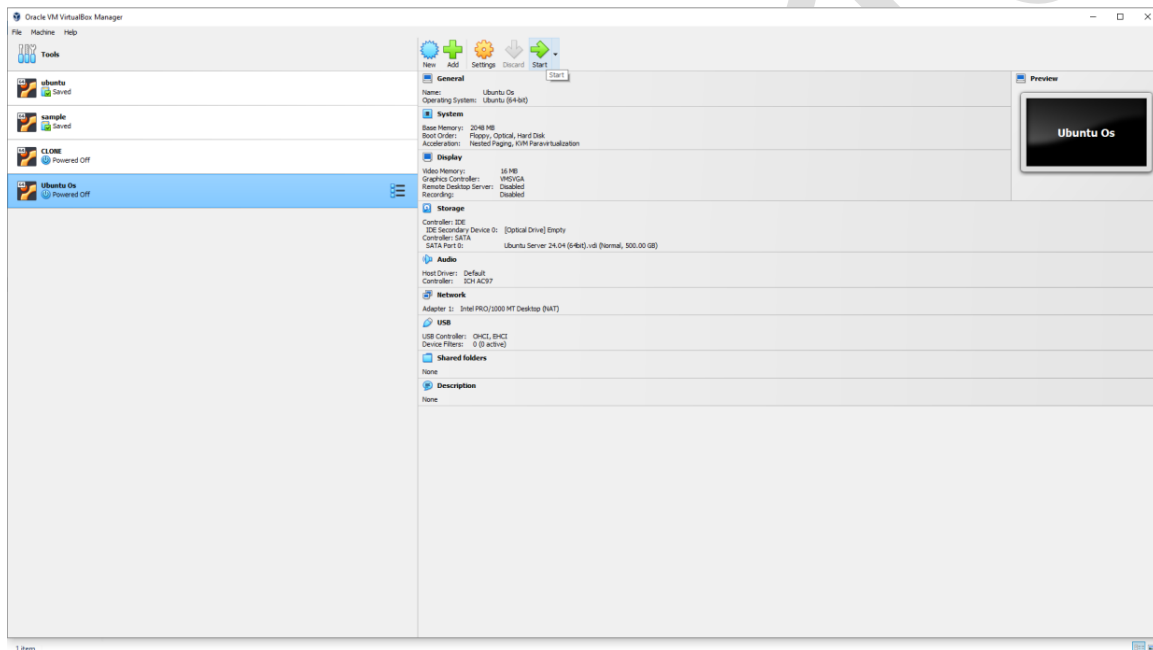 Oracle VM VirtualBox Manager
File Machine Help
Tools
ubuntu
Saved
sample
Saved
CLONE
Powered Off
Ubuntu Os
Powered Off
New Add Settings Discard Start
Start
General
Name: Ubuntu Os
Operating System: Ubuntu (64-bit)
System
Base Memory: 2048 MB
Boot Order: Floppy, Optical, Hard Disk
Acceleration: Nested Paging, KVM Paravirtualization
Display
Video Memory: 16 MB
Graphics Controller: VMSVGA
Remote Desktop Server: Disabled
Recording: Disabled
Storage
Controller: IDE
IDE Secondary Device 0: [Optical Drive] Empty
Controller: SATA
SATA Port 0: Ubuntu Server 24.04 (64bit).vdi (Normal, 500.00 GB)
Audio
Host Driver: Default
Controller: ICH AC97
Network
Adapter 1: Intel PRO/1000 MT Desktop (NAT)
USB
USB Controller: OHCI, EHCI
Device Filters: 0 (0 active)
Shared folders
None
Description
None
Preview
Ubuntu Os
1 item